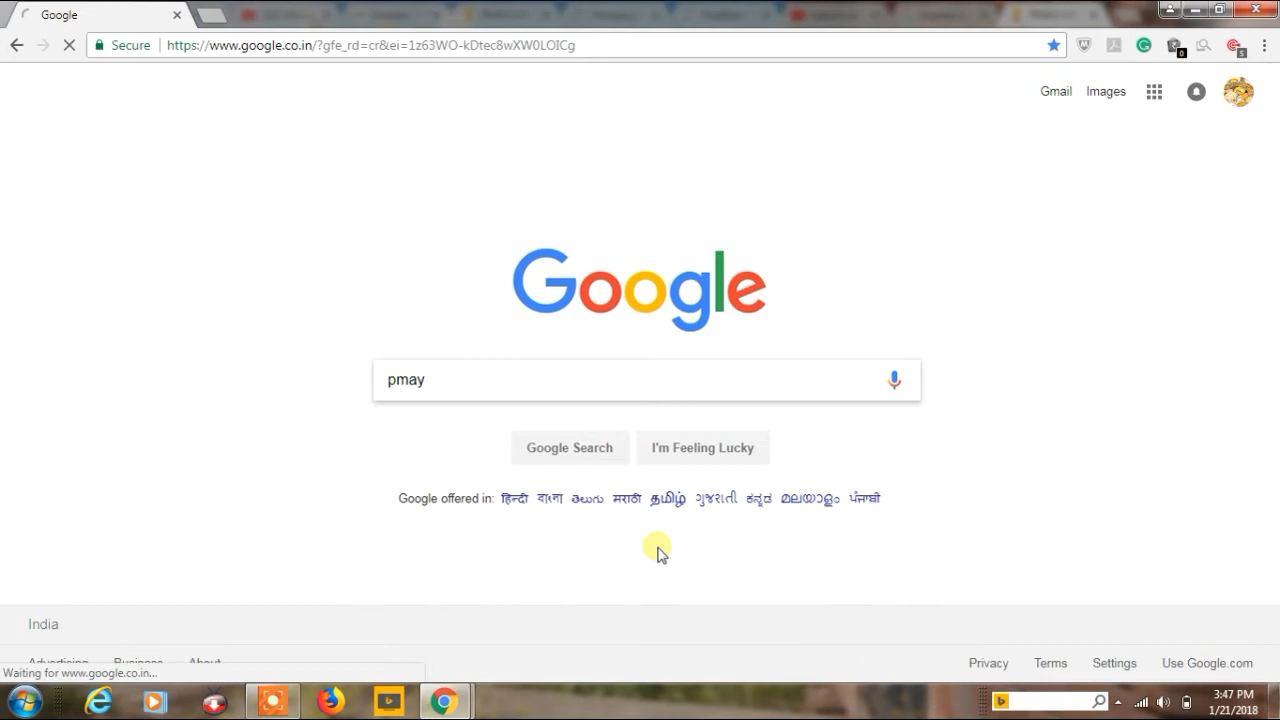 Google
Secure https://www.google.co.in/?gfe_rd=cr&ei=1z63WO-kDtec8wXW0LOICg
0
5
Gmail Images
Google
pmay
Google Search I'm Feeling Lucky
Google offered in: हिन्दी বাংলা తెలుగు मराठी தமிழ் ગુજરાતી ಕನ್ನಡ മലയാളം ਪੰਜਾਬੀ
India
Advertising Business About Privacy Terms Settings Use Google.com
Waiting for www.google.co.in...
3:47 PM
1/21/2018